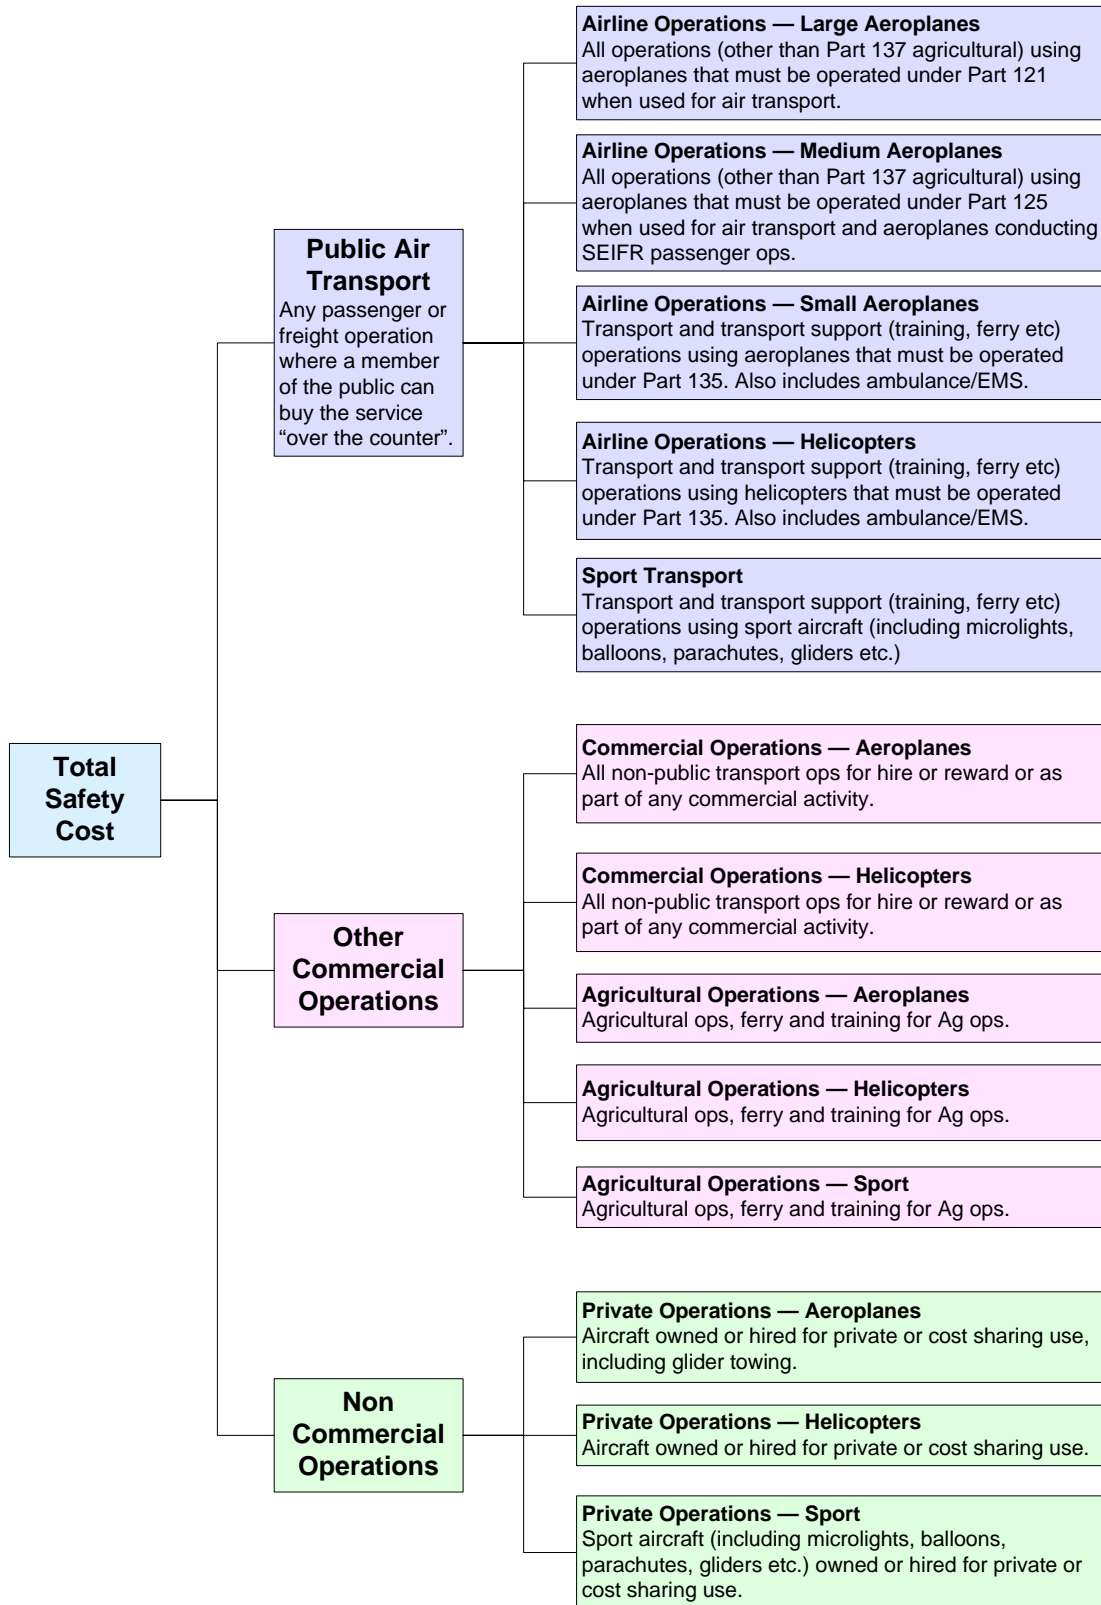 Total
Safety
Cost
Public Air
Transport
Any passenger or
freight operation
where a member
of the public can
buy the service
“over the counter”.
Airline Operations — Large Aeroplanes
All operations (other than Part 137 agricultural) using
aeroplanes that must be operated under Part 121
when used for air transport.
Airline Operations — Medium Aeroplanes
All operations (other than Part 137 agricultural) using
aeroplanes that must be operated under Part 125
when used for air transport and aeroplanes conducting
SEIFR passenger ops.
Airline Operations — Small Aeroplanes
Transport and transport support (training, ferry etc)
operations using aeroplanes that must be operated
under Part 135. Also includes ambulance/EMS.
Airline Operations — Helicopters
Transport and transport support (training, ferry etc)
operations using helicopters that must be operated
under Part 135. Also includes ambulance/EMS.
Sport Transport
Transport and transport support (training, ferry etc)
operations using sport aircraft (including microlights,
balloons, parachutes, gliders etc.)
Other
Commercial
Operations
Commercial Operations — Aeroplanes
All non-public transport ops for hire or reward or as
part of any commercial activity.
Commercial Operations — Helicopters
All non-public transport ops for hire or reward or as
part of any commercial activity.
Agricultural Operations — Aeroplanes
Agricultural ops, ferry and training for Ag ops.
Agricultural Operations — Helicopters
Agricultural ops, ferry and training for Ag ops.
Agricultural Operations — Sport
Agricultural ops, ferry and training for Ag ops.
Non
Commercial
Operations
Private Operations — Aeroplanes
Aircraft owned or hired for private or cost sharing use,
including glider towing.
Private Operations — Helicopters
Aircraft owned or hired for private or cost sharing use.
Private Operations — Sport
Sport aircraft (including microlights, balloons,
parachutes, gliders etc.) owned or hired for private or
cost sharing use.